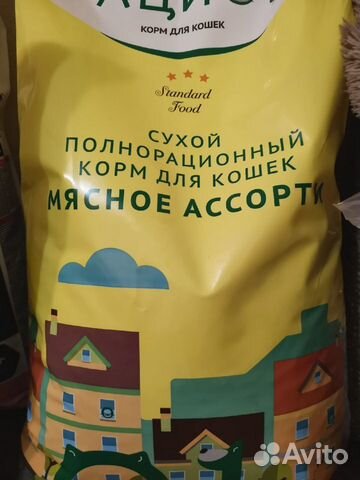 КОРМ ДЛЯ КОШЕК
Standard
Food
СУХОЙ
ПОЛНОРАЦИОННЫЙ
КОРМ ДЛЯ КОШЕК
МЯСНОЕ АССОРТИ
Avito